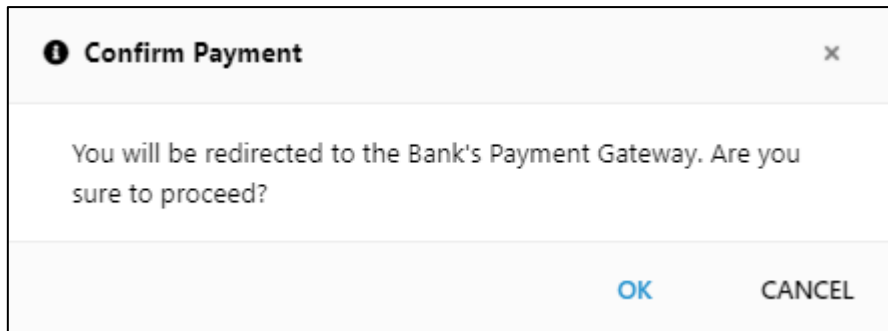 Confirm Payment
You will be redirected to the Bank's Payment Gateway. Are you
sure to proceed?
OK CANCEL